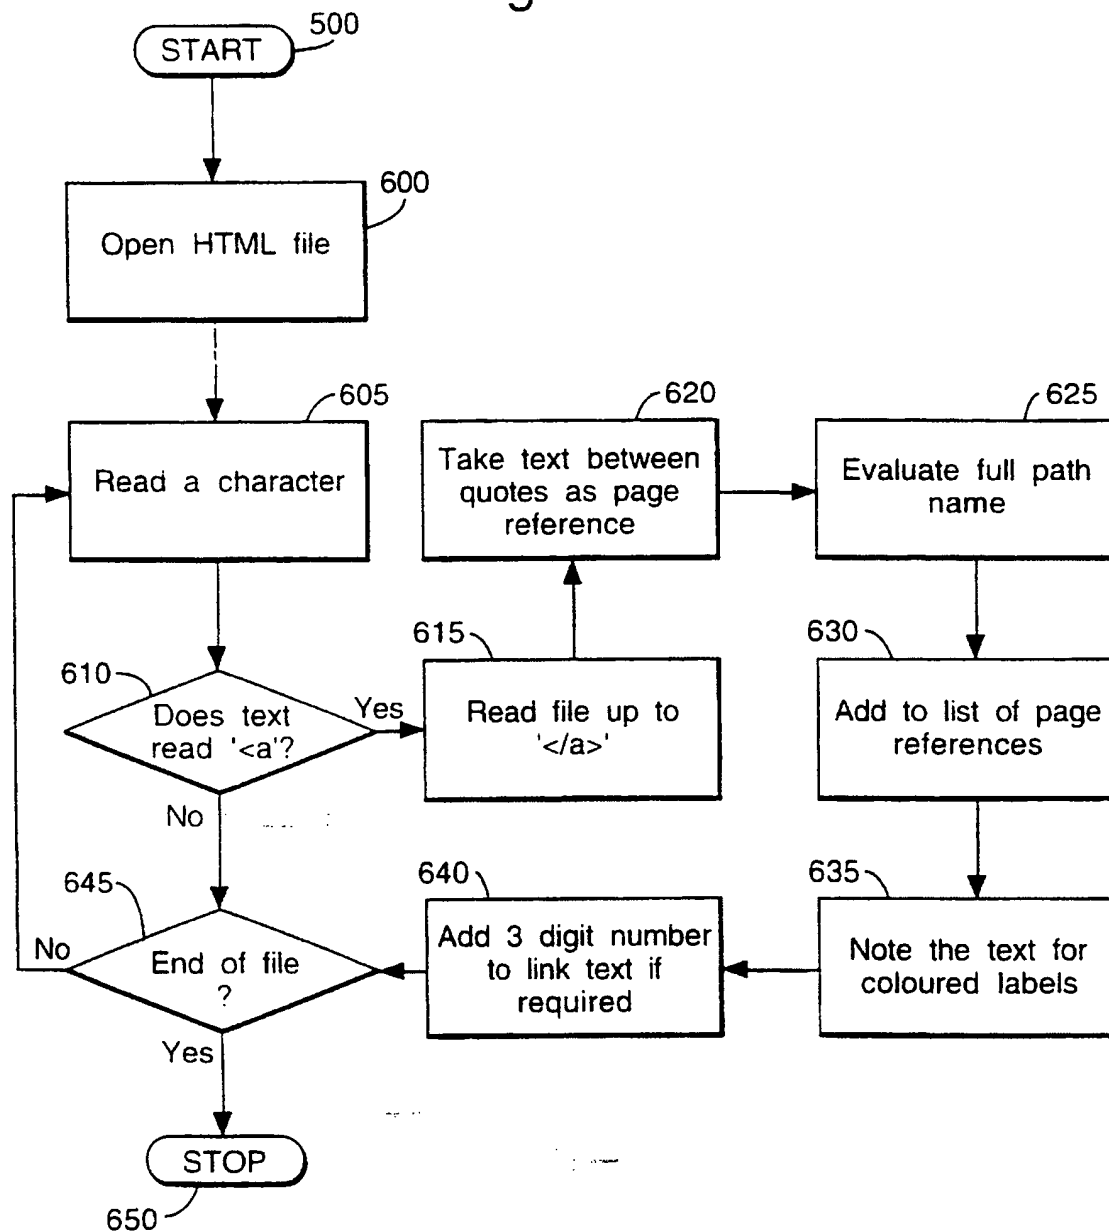 START
500
600
Open HTML file
605
Read a character
620
Take text between
quotes as page
reference
625
Evaluate full path
name
610
Does text
read '<a'?
Yes
No
615
Read file up to
'</a>'
630
Add to list of page
references
645
End of file
?
No
Yes
640
Add 3 digit number
to link text if
required
635
Note the text for
coloured labels
STOP
650